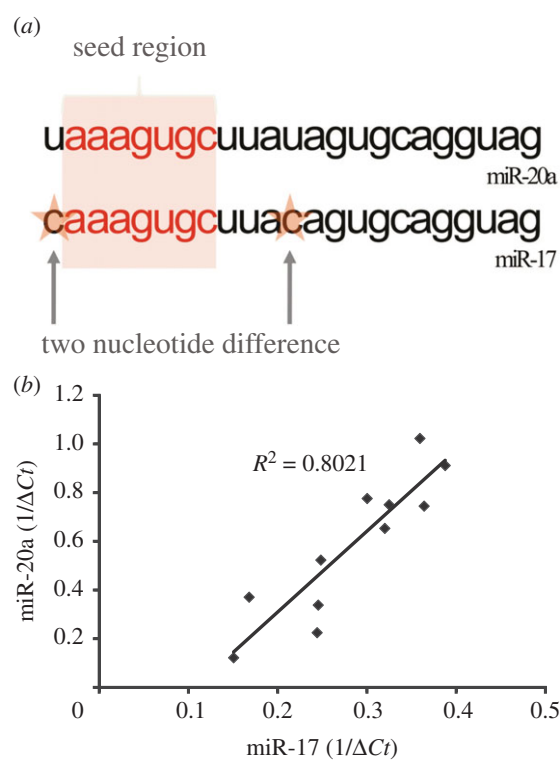 (a)
seed region
uaaagugcuuauagugcagguag
miR-20a
caaagugcuuacagugcagguag
miR-17
two nucleotide difference
(b)
1.2
1.0
0.8
0.6
0.4
0.2
R² = 0.8021
miR-20a (1/ΔCt)
0 0.1 0.2 0.3 0.4 0.5
miR-17 (1/ΔCt)